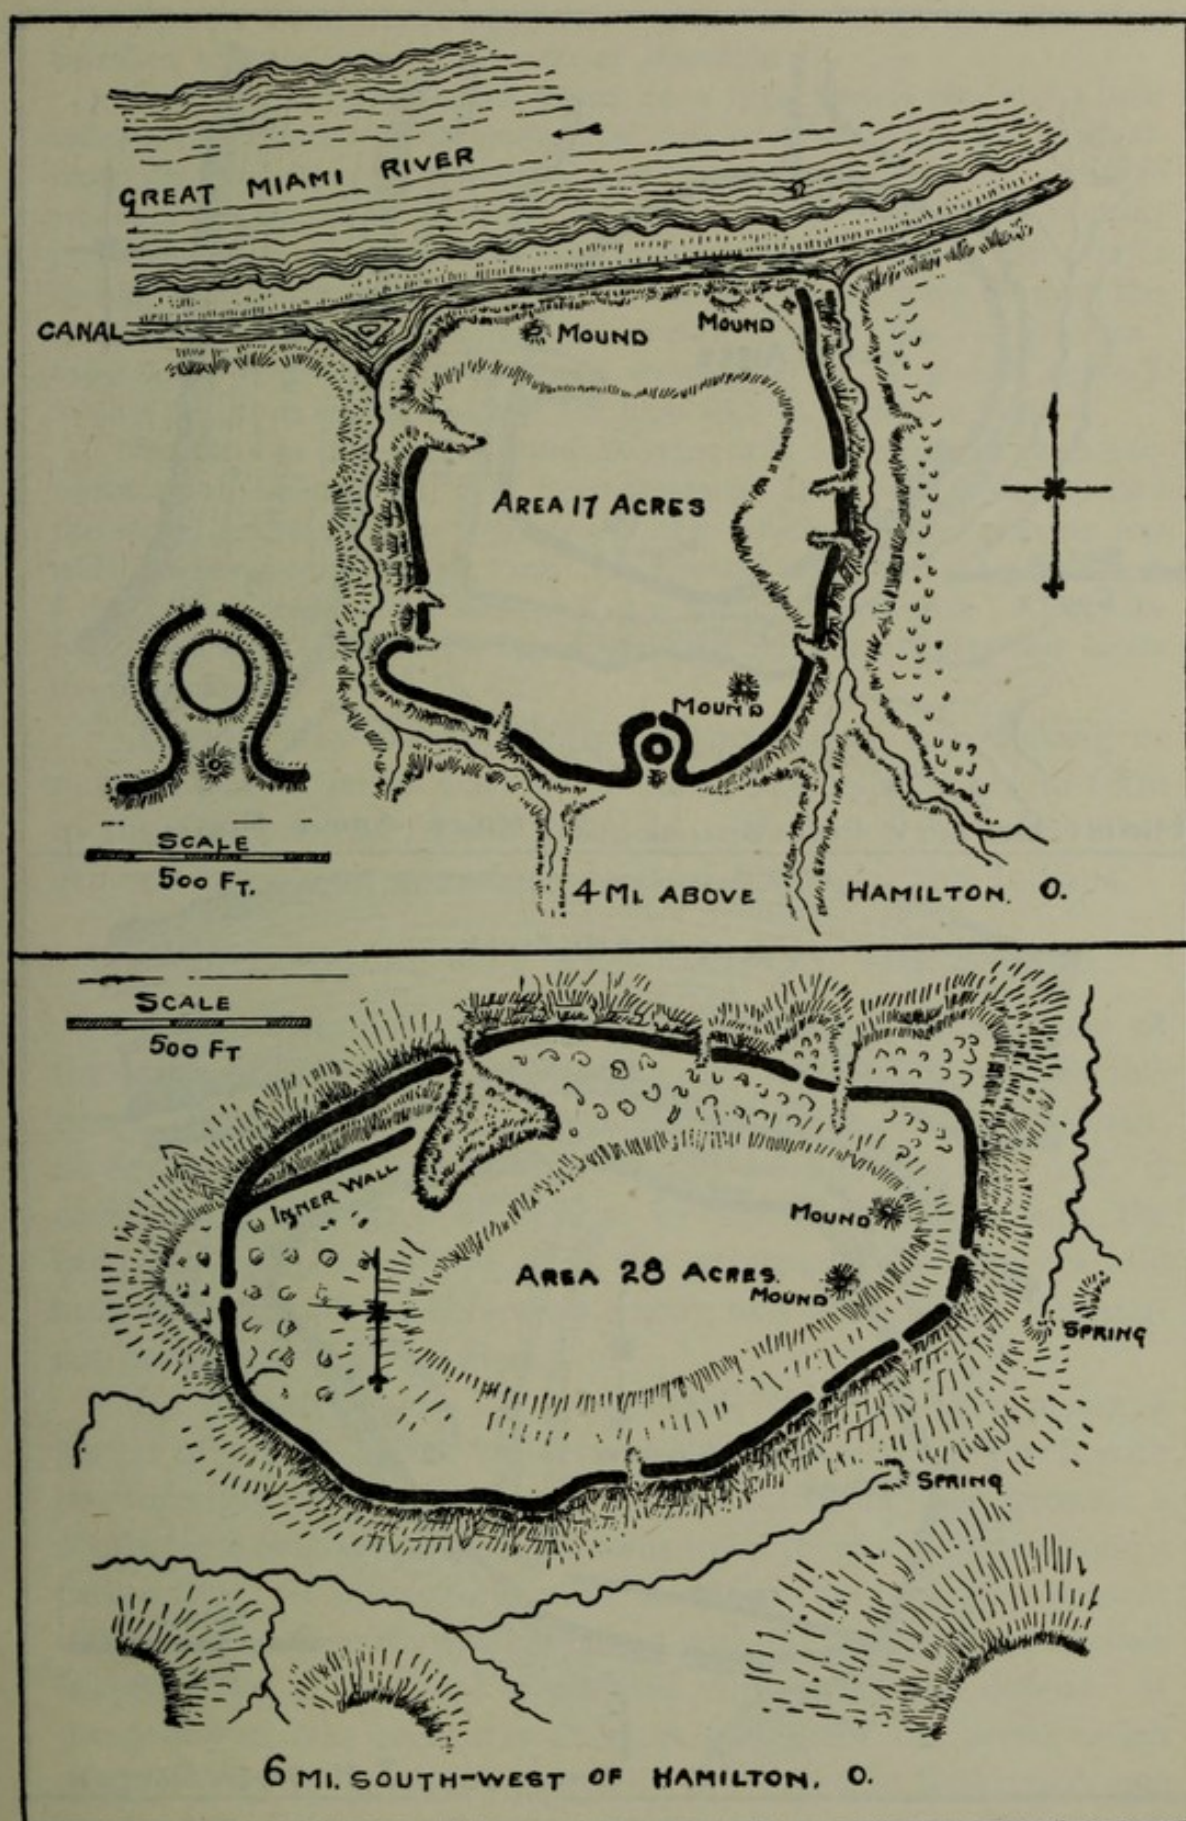 GREAT MIAMI RIVER
CANAL
MOUND
MOUND
AREA 17 ACRES
MOUND
SCALE
500 FT.
4 MI. ABOVE HAMILTON. O.
SCALE
500 FT
INNER WALL
MOUND
AREA 28 ACRES.
MOUND
SPRING
SPRING
6 MI. SOUTH-WEST OF HAMILTON. O.